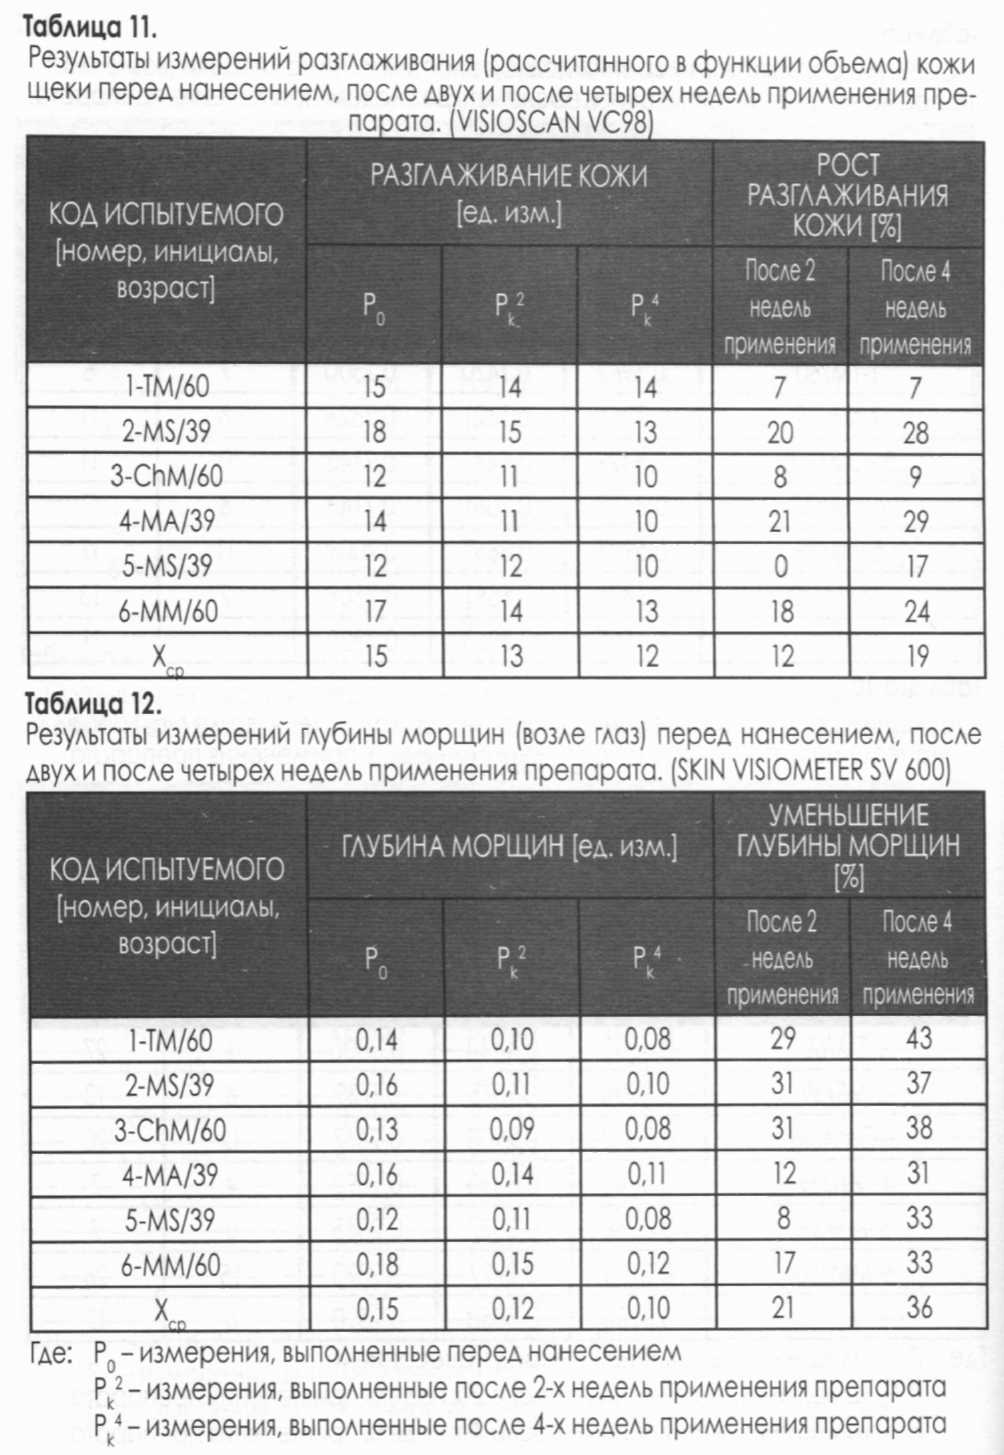 Таблица 11.
Результаты измерений разглаживания (рассчитанного в функции объема) кожи
щеки перед нанесением, после двух и после четырех недель применения пре-
парата. (VISIOSCAN VC98)
КОД ИСПЫТУЕМОГО
[номер, инициалы,
возраст]
РАЗГЛАЖИВАНИЕ КОЖИ
[ед. изм.]
РОСТ
РАЗГЛАЖИВАНИЯ
КОЖИ [%]
P0 Pk2 Pk4
После 2
недель
применения
После 4
недель
применения
1-TM/60 15 14 14 7 7
2-MS/39 18 15 13 20 28
3-ChM/60 12 11 10 8 9
4-MA/39 14 11 10 21 29
5-MS/39 12 12 10 0 17
6-MM/60 17 14 13 18 24
Xср 15 13 12 12 19
Таблица 12.
Результаты измерений глубины морщин (возле глаз) перед нанесением, после
двух и после четырех недель применения препарата. (SKIN VISIOMETER SV 600)
КОД ИСПЫТУЕМОГО
[номер, инициалы,
возраст]
ГЛУБИНА МОРЩИН [ед. изм.]
УМЕНЬШЕНИЕ
ГЛУБИНЫ МОРЩИН
[%]
P0 Pk2 Pk4
После 2
недель
применения
После 4
недель
применения
1-TM/60 0,14 0,10 0,08 29 43
2-MS/39 0,16 0,11 0,10 31 37
3-ChM/60 0,13 0,09 0,08 31 38
4-MA/39 0,16 0,14 0,11 12 31
5-MS/39 0,12 0,11 0,08 8 33
6-MM/60 0,18 0,15 0,12 17 33
Xср 0,15 0,12 0,10 21 36
Где: P0 – измерения, выполненные перед нанесением
Pk2 – измерения, выполненные после 2-х недель применения препарата
Pk4 – измерения, выполненные после 4-х недель применения препарата